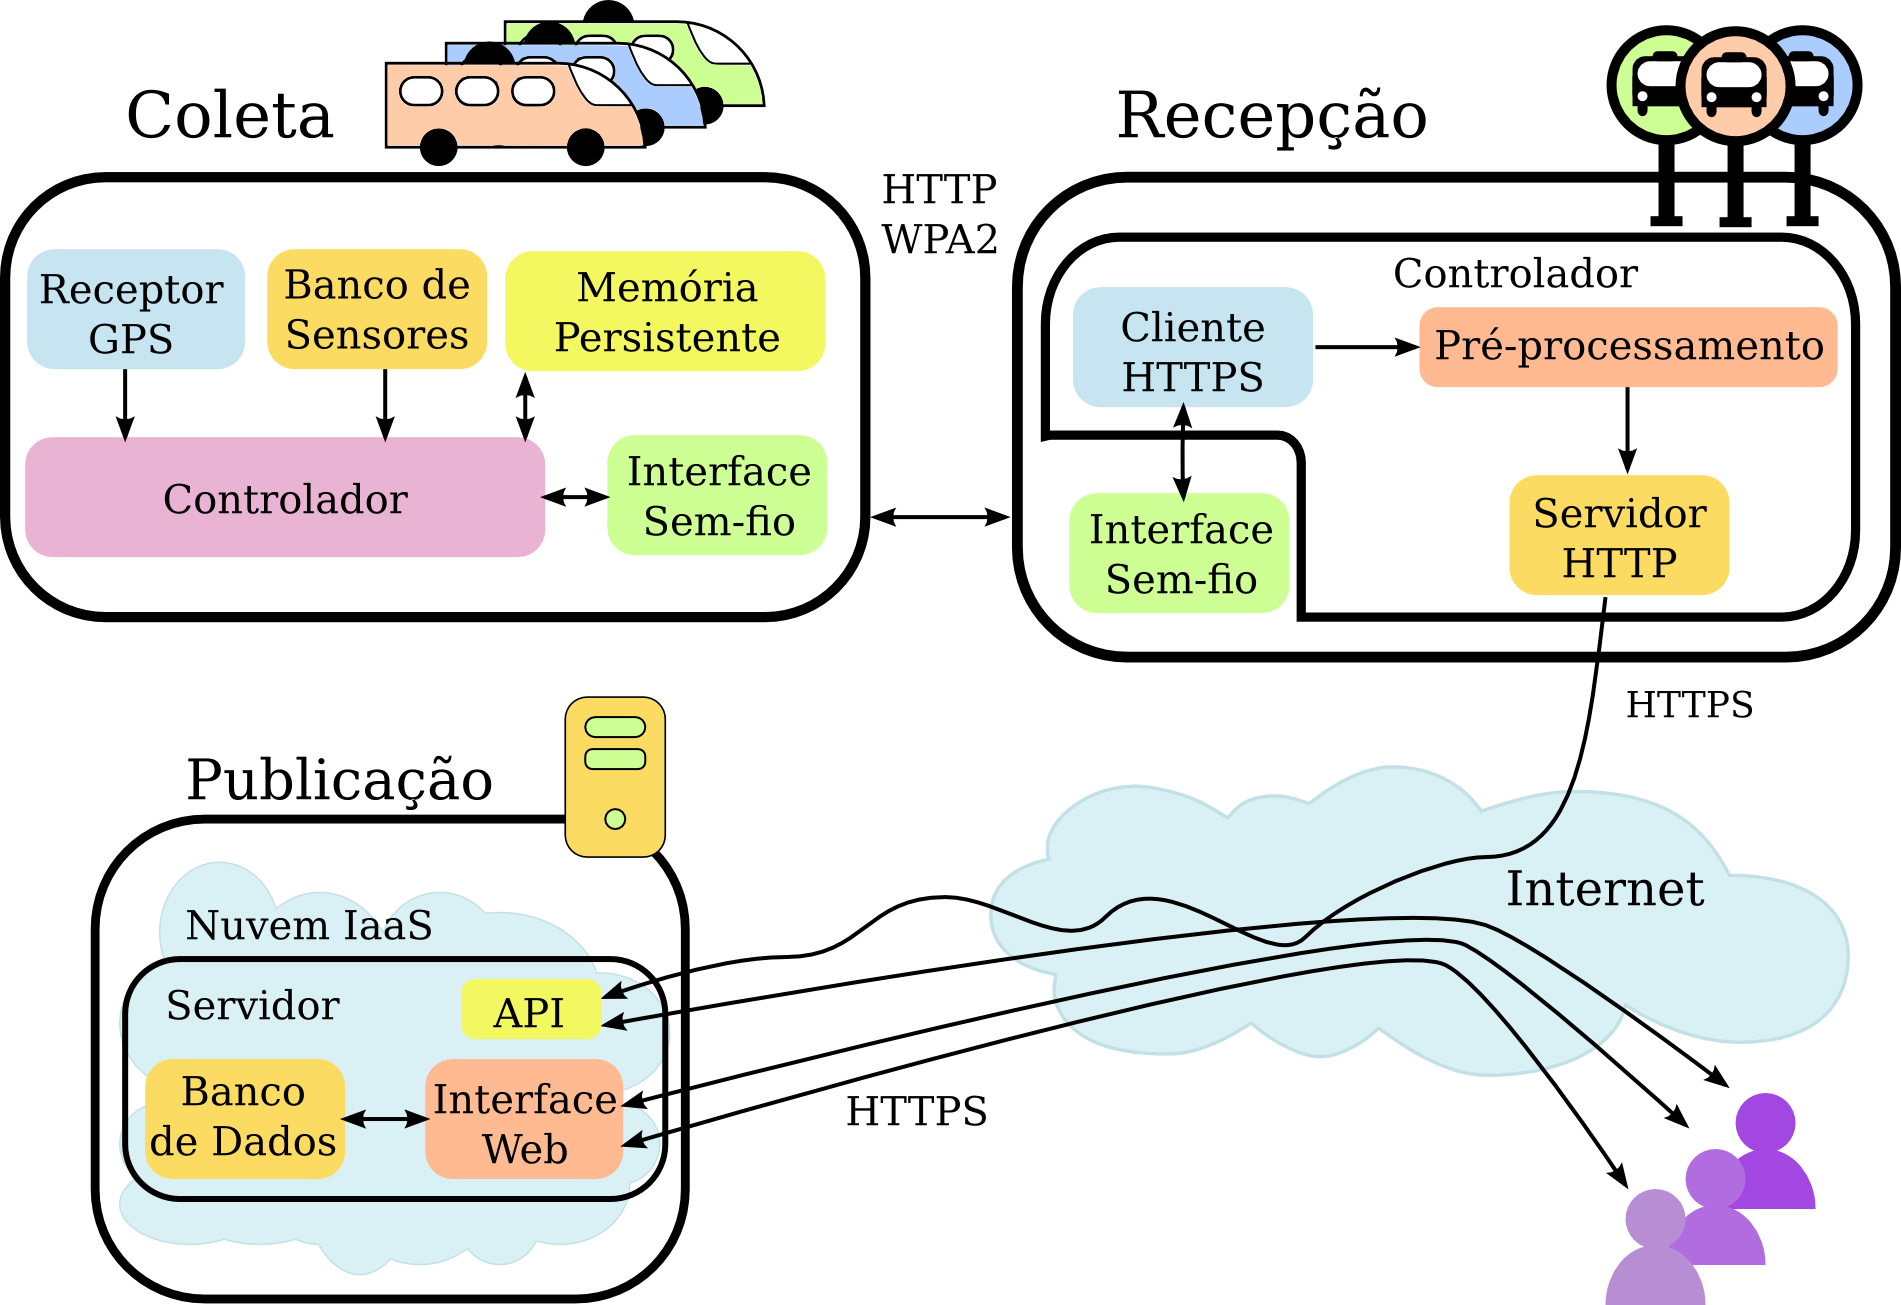 Coleta
Receptor
GPS
Banco de
Sensores
Memória
Persistente
Controlador
Interface
Sem-fio
HTTP
WPA2
Recepção
Controlador
Cliente
HTTPS
Pré-processamento
Interface
Sem-fio
Servidor
HTTP
HTTPS
Publicação
Nuvem IaaS
Servidor
API
Banco
de Dados
Interface
Web
Internet
HTTPS